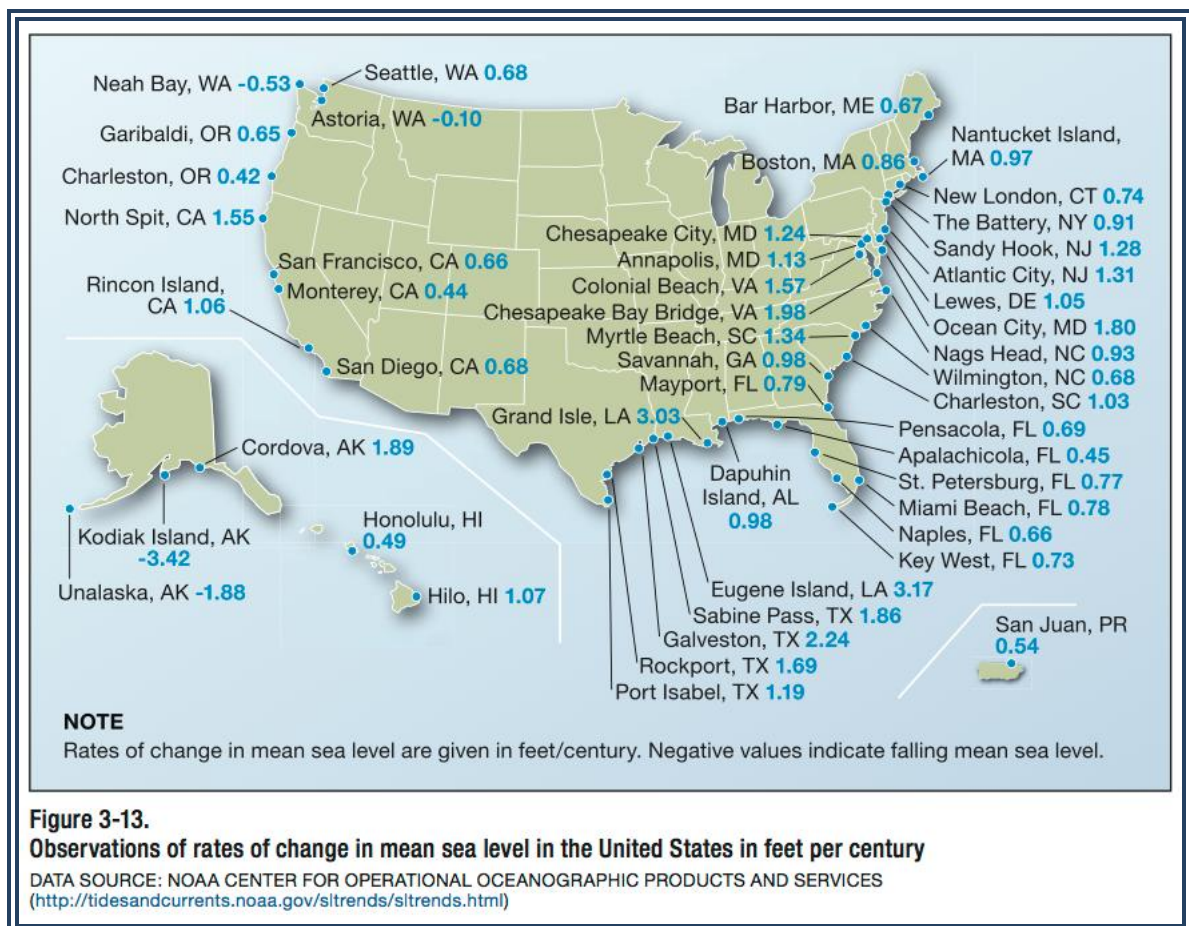 Neah Bay, WA -0.53
Seattle, WA 0.68
Astoria, WA -0.10
Garibaldi, OR 0.65
Charleston, OR 0.42
North Spit, CA 1.55
San Francisco, CA 0.66
Monterey, CA 0.44
Rincon Island,
CA 1.06
San Diego, CA 0.68
Bar Harbor, ME 0.67
Nantucket Island,
MA 0.97
Boston, MA 0.86
New London, CT 0.74
The Battery, NY 0.91
Sandy Hook, NJ 1.28
Atlantic City, NJ 1.31
Lewes, DE 1.05
Ocean City, MD 1.80
Nags Head, NC 0.93
Wilmington, NC 0.68
Charleston, SC 1.03
Chesapeake City, MD 1.24
Annapolis, MD 1.13
Colonial Beach, VA 1.57
Chesapeake Bay Bridge, VA 1.98
Myrtle Beach, SC 1.34
Savannah, GA 0.98
Mayport, FL 0.79
Grand Isle, LA 3.03
Pensacola, FL 0.69
Apalachicola, FL 0.45
St. Petersburg, FL 0.77
Miami Beach, FL 0.78
Naples, FL 0.66
Key West, FL 0.73
Dapuhin
Island, AL
0.98
Eugene Island, LA 3.17
Sabine Pass, TX 1.86
Galveston, TX 2.24
Rockport, TX 1.69
Port Isabel, TX 1.19
Cordova, AK 1.89
Kodiak Island, AK
-3.42
Unalaska, AK -1.88
Honolulu, HI
0.49
Hilo, HI 1.07
San Juan, PR
0.54
NOTE
Rates of change in mean sea level are given in feet/century. Negative values indicate falling mean sea level.
Figure 3-13.
Observations of rates of change in mean sea level in the United States in feet per century
DATA SOURCE: NOAA CENTER FOR OPERATIONAL OCEANOGRAPHIC PRODUCTS AND SERVICES
(http://tidesandcurrents.noaa.gov/sltrends/sltrends.html)